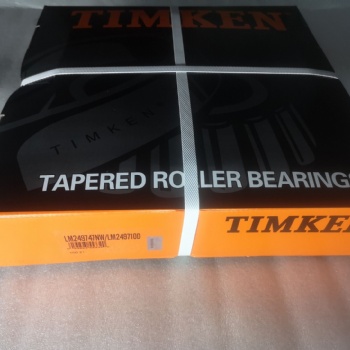 TIMKEN
TIMKEN
TAPERED ROLLER BEARINGS
LM249747NW/LM249710D
TIMKEN